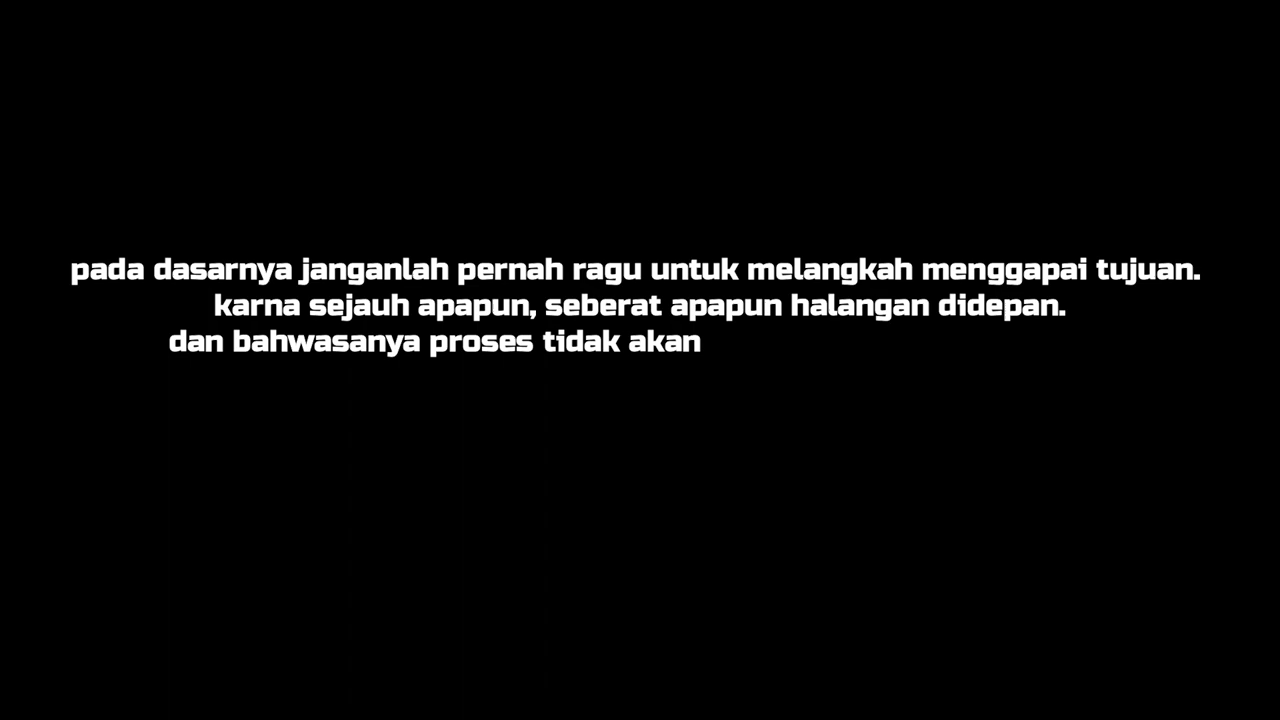 pada dasarnya janganlah pernah ragu untuk melangkah menggapai tujuan.
karna sejauh apapun, seberat apapun halangan didepan.
dan bahwasanya proses tidak akan